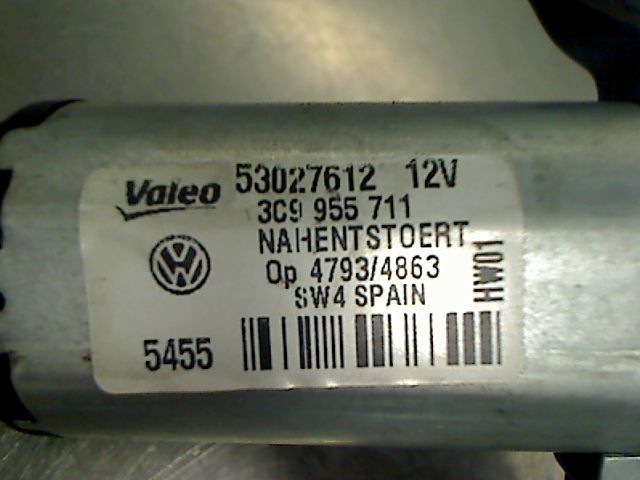 Valeo 53027612 12V
3C9 955 711
NAHENTSTOERT
Op 4793/4863
SW4 SPAIN
HW01
5455